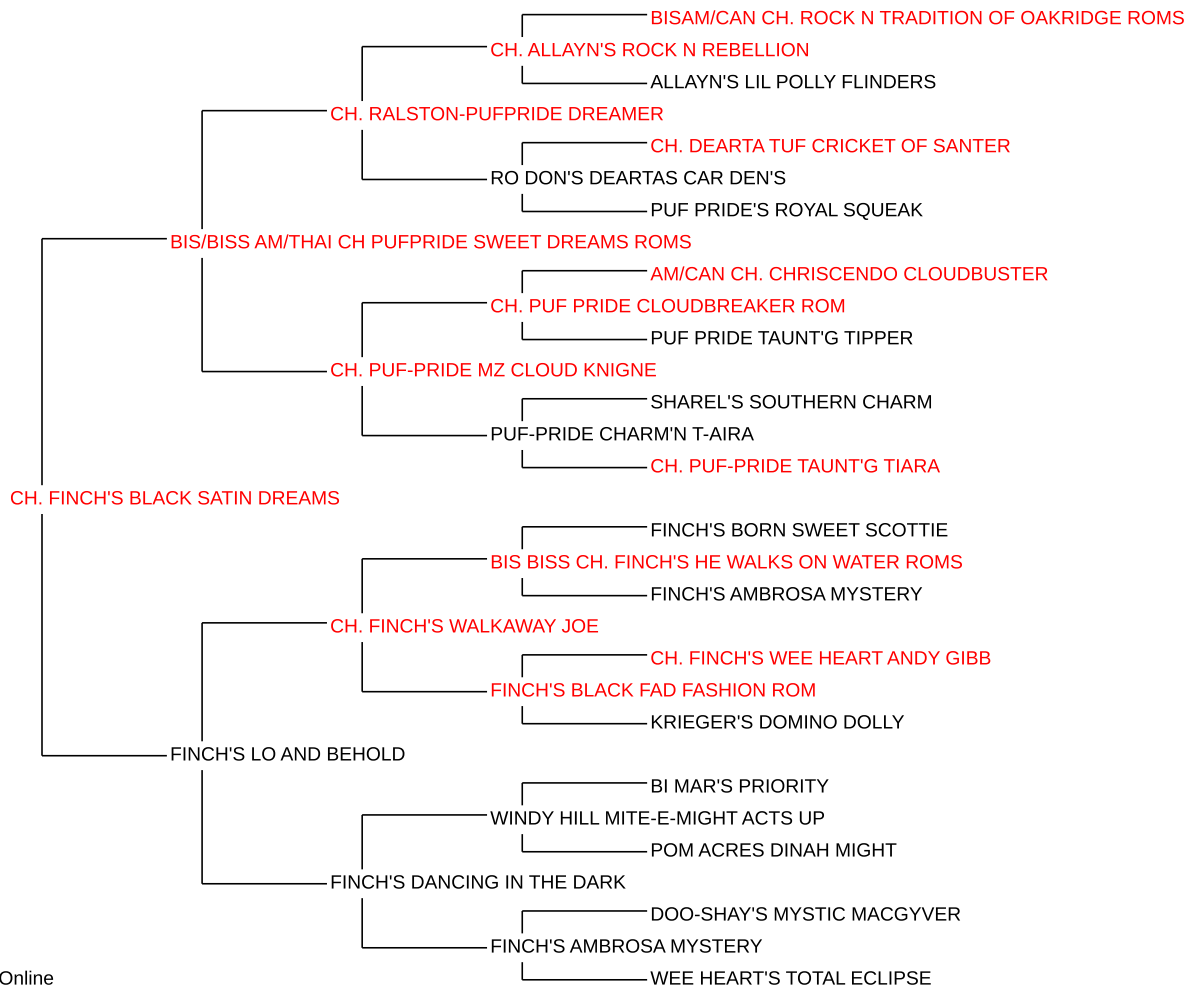 BISAM/CAN CH. ROCK N TRADITION OF OAKRIDGE ROMS
CH. ALLAYN'S ROCK N REBELLION
ALLAYN'S LIL POLLY FLINDERS
CH. RALSTON-PUFPRIDE DREAMER
CH. DEARTA TUF CRICKET OF SANTER
RO DON'S DEARTAS CAR DEN'S
PUF PRIDE'S ROYAL SQUEAK
BIS/BISS AM/THAI CH PUFPRIDE SWEET DREAMS ROMS
AM/CAN CH. CHRISCENDO CLOUDBUSTER
CH. PUF PRIDE CLOUDBREAKER ROM
PUF PRIDE TAUNT'G TIPPER
CH. PUF-PRIDE MZ CLOUD KNIGNE
SHAREL'S SOUTHERN CHARM
PUF-PRIDE CHARM'N T-AIRA
CH. PUF-PRIDE TAUNT'G TIARA
CH. FINCH'S BLACK SATIN DREAMS
FINCH'S BORN SWEET SCOTTIE
BIS BISS CH. FINCH'S HE WALKS ON WATER ROMS
FINCH'S AMBROSA MYSTERY
CH. FINCH'S WALKAWAY JOE
CH. FINCH'S WEE HEART ANDY GIBB
FINCH'S BLACK FAD FASHION ROM
KRIEGER'S DOMINO DOLLY
FINCH'S LO AND BEHOLD
BI MAR'S PRIORITY
WINDY HILL MITE-E-MIGHT ACTS UP
POM ACRES DINAH MIGHT
FINCH'S DANCING IN THE DARK
DOO-SHAY'S MYSTIC MACGYVER
FINCH'S AMBROSA MYSTERY
WEE HEART'S TOTAL ECLIPSE
Online